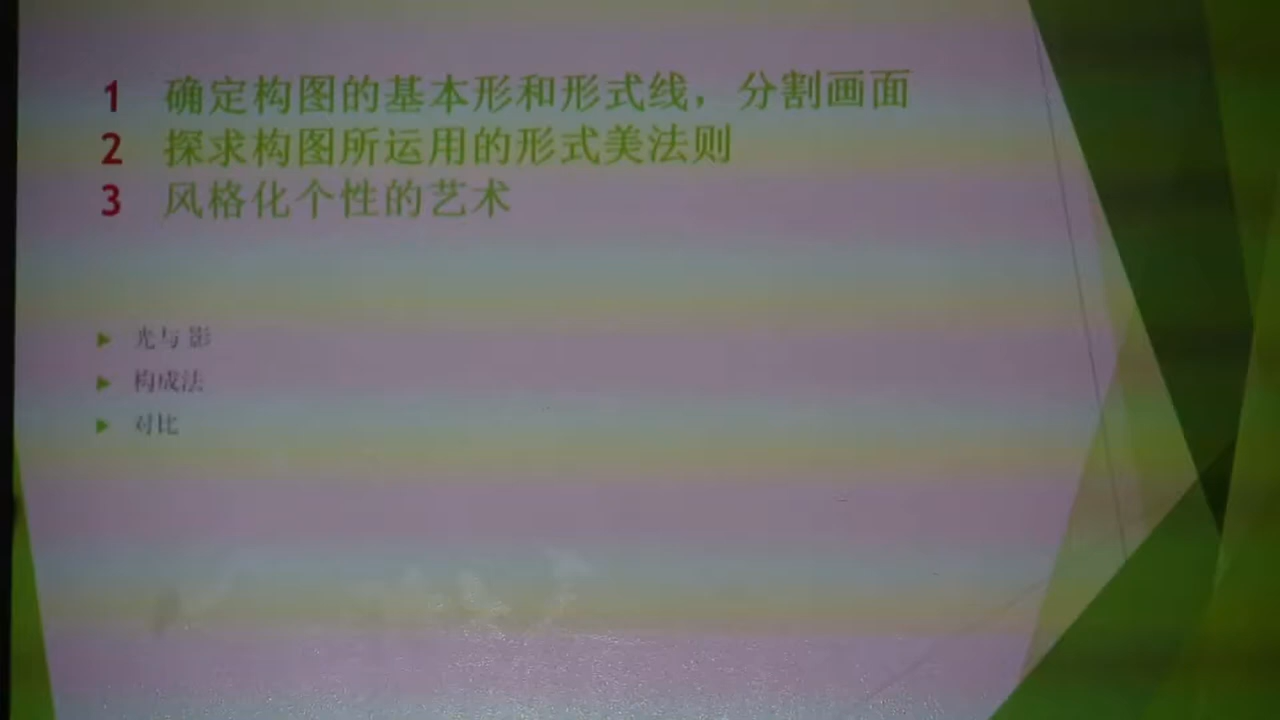 1 确定构图的基本形和形式线，分割画面
2 探求构图所运用的形式美法则
3 风格化个性的艺术
光与 影
构成法
对比